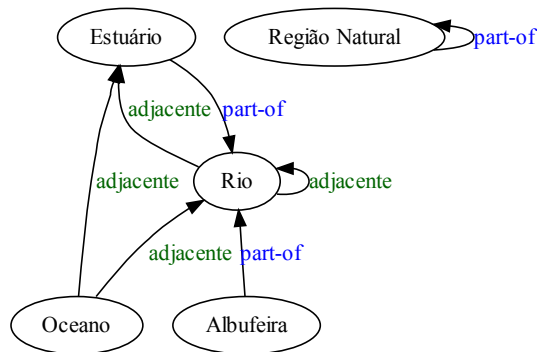 Estuário
Região Natural
part-of
adjacente
part-of
adjacente
Rio
adjacente
adjacente
part-of
Oceano
Albufeira